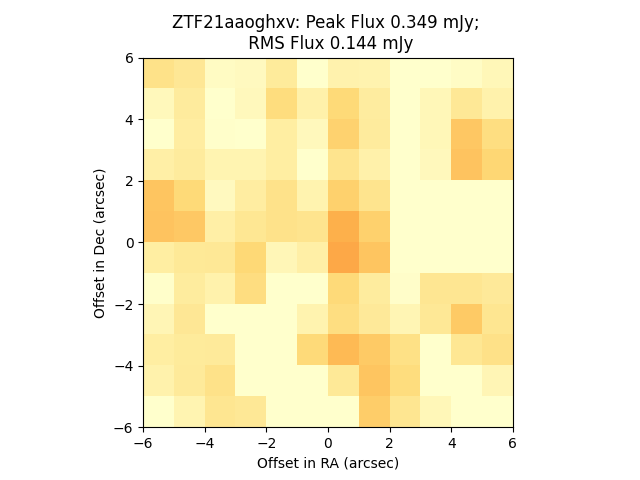 ZTF21aaoghxv: Peak Flux 0.349 mJy;
RMS Flux 0.144 mJy
6
4
2
0
−2
−4
−6
Offset in Dec (arcsec)
−6 −4 −2 0 2 4 6
Offset in RA (arcsec)